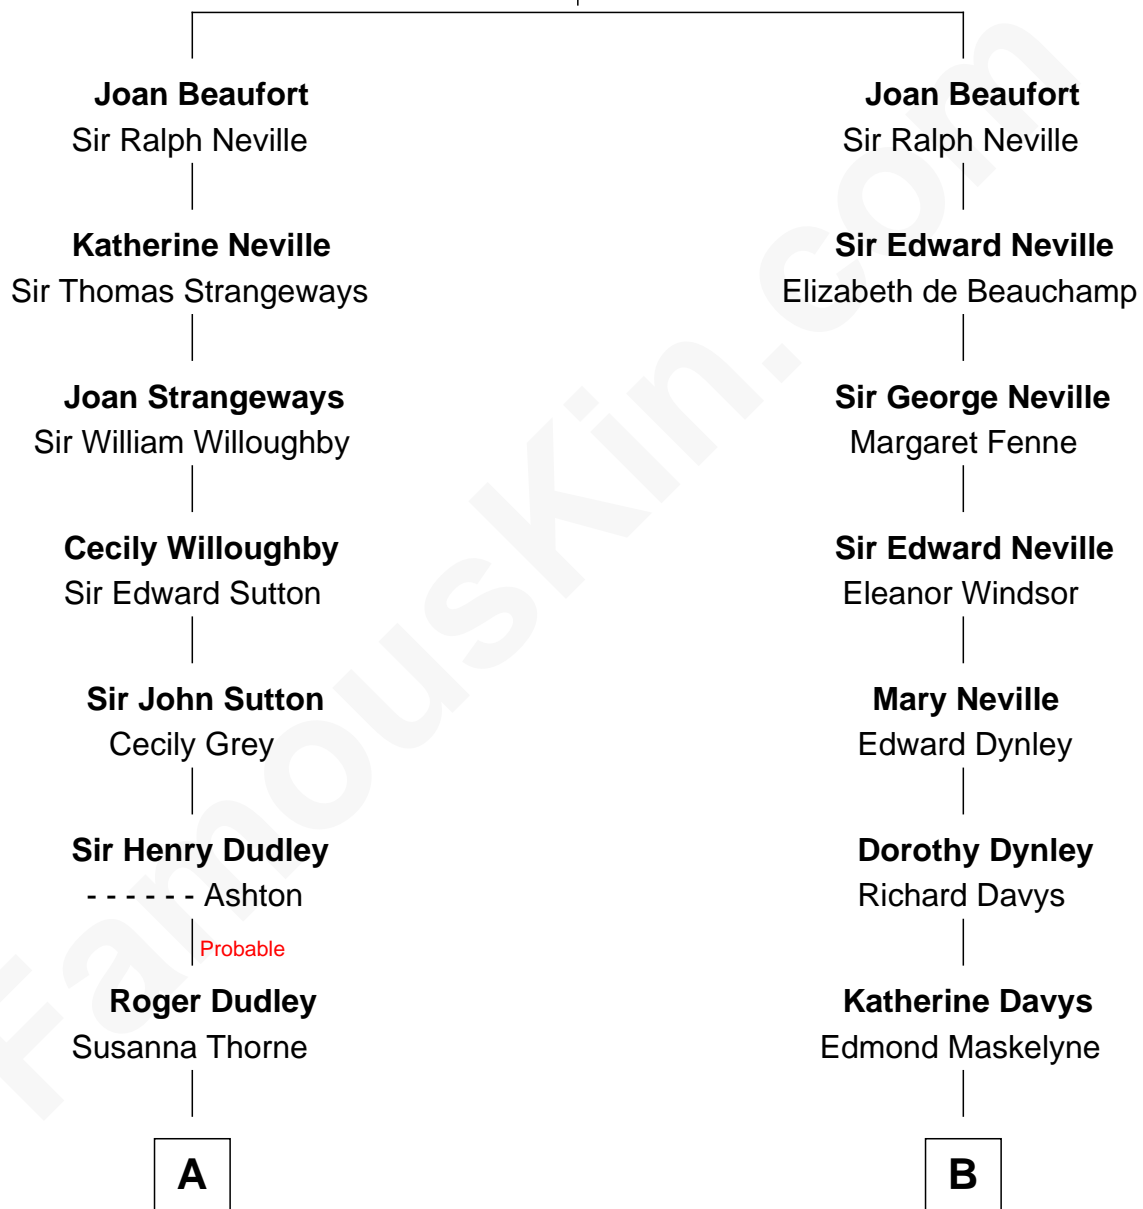 Joan Beaufort
Sir Ralph Neville
Katherine Neville
Sir Thomas Strangeways
Joan Strangeways
Sir William Willoughby
Cecily Willoughby
Sir Edward Sutton
Sir John Sutton
Cecily Grey
Sir Henry Dudley
- - - - - - Ashton
Probable
Roger Dudley
Susanna Thorne
A
Joan Beaufort
Sir Ralph Neville
Sir Edward Neville
Elizabeth de Beauchamp
Sir George Neville
Margaret Fenne
Sir Edward Neville
Eleanor Windsor
Mary Neville
Edward Dynley
Dorothy Dynley
Richard Davys
Katherine Davys
Edmond Maskelyne
B
FamousKin.com